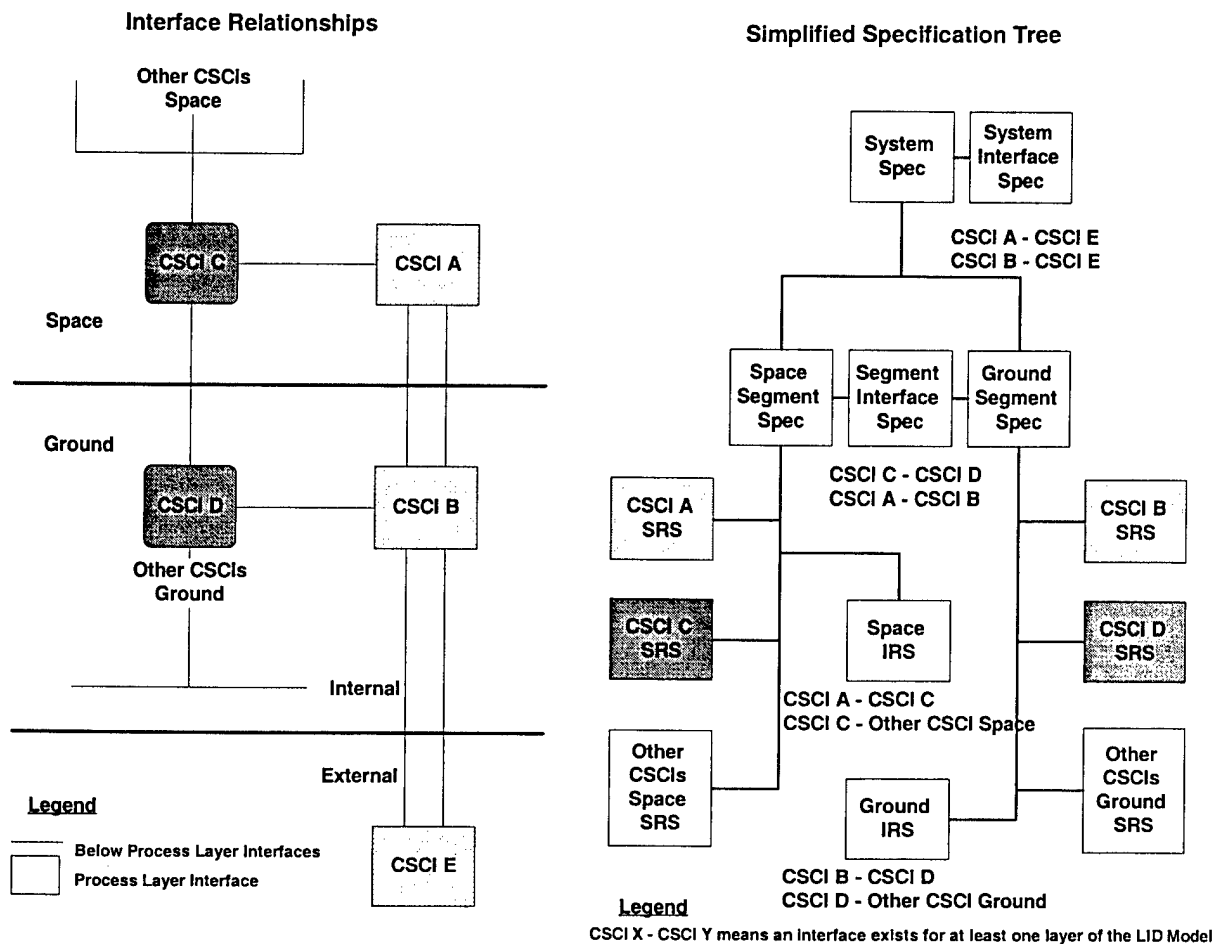 Interface Relationships
Other CSCIs
Space
CSCI C
CSCI A
Space
Ground
CSCI D
CSCI B
Other CSCIs
Ground
Internal
External
CSCI E
Legend
Below Process Layer Interfaces
Process Layer Interface
Simplified Specification Tree
System
Spec
System
Interface
Spec
CSCI A - CSCI E
CSCI B - CSCI E
Space
Segment
Spec
Segment
Interface
Spec
Ground
Segment
Spec
CSCI C - CSCI D
CSCI A - CSCI B
CSCI A
SRS
CSCI B
SRS
CSCI C
SRS
Space
IRS
CSCI D
SRS
CSCI A - CSCI C
CSCI C - Other CSCI Space
Other
CSCIs
Space
SRS
Ground
IRS
Other
CSCIs
Ground
SRS
CSCI B - CSCI D
CSCI D - Other CSCI Ground
Legend
CSCI X - CSCI Y means an interface exists for at least one layer of the LID Model